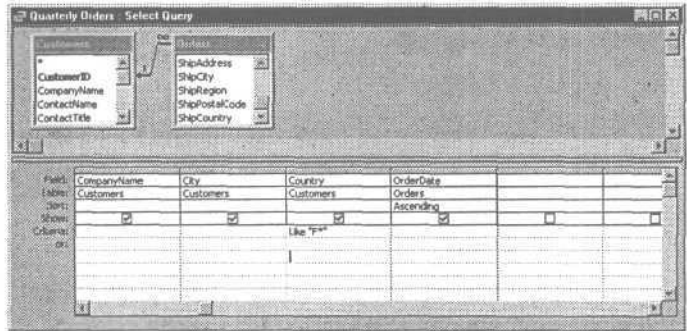 Quarterly Orders : Select Query
Customers
*
CustomerID
CompanyName
ContactName
ContactTitle
1
∞
Orders
ShipAddress
ShipCity
ShipRegion
ShipPostalCode
ShipCountry
Field: CompanyName City Country OrderDate
Table: Customers Customers Customers Orders
Sort: Ascending
Show:
Criteria: Like "F*"
or: